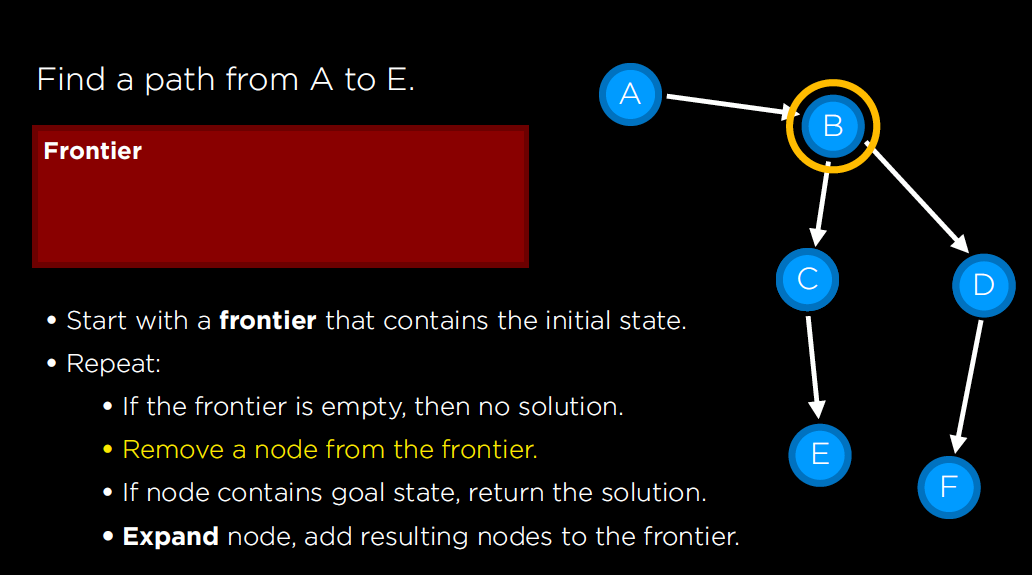 Find a path from A to E.
Frontier
• Start with a frontier that contains the initial state.
• Repeat:
• If the frontier is empty, then no solution.
• Remove a node from the frontier.
• If node contains goal state, return the solution.
• Expand node, add resulting nodes to the frontier.
A
B
C
D
E
F